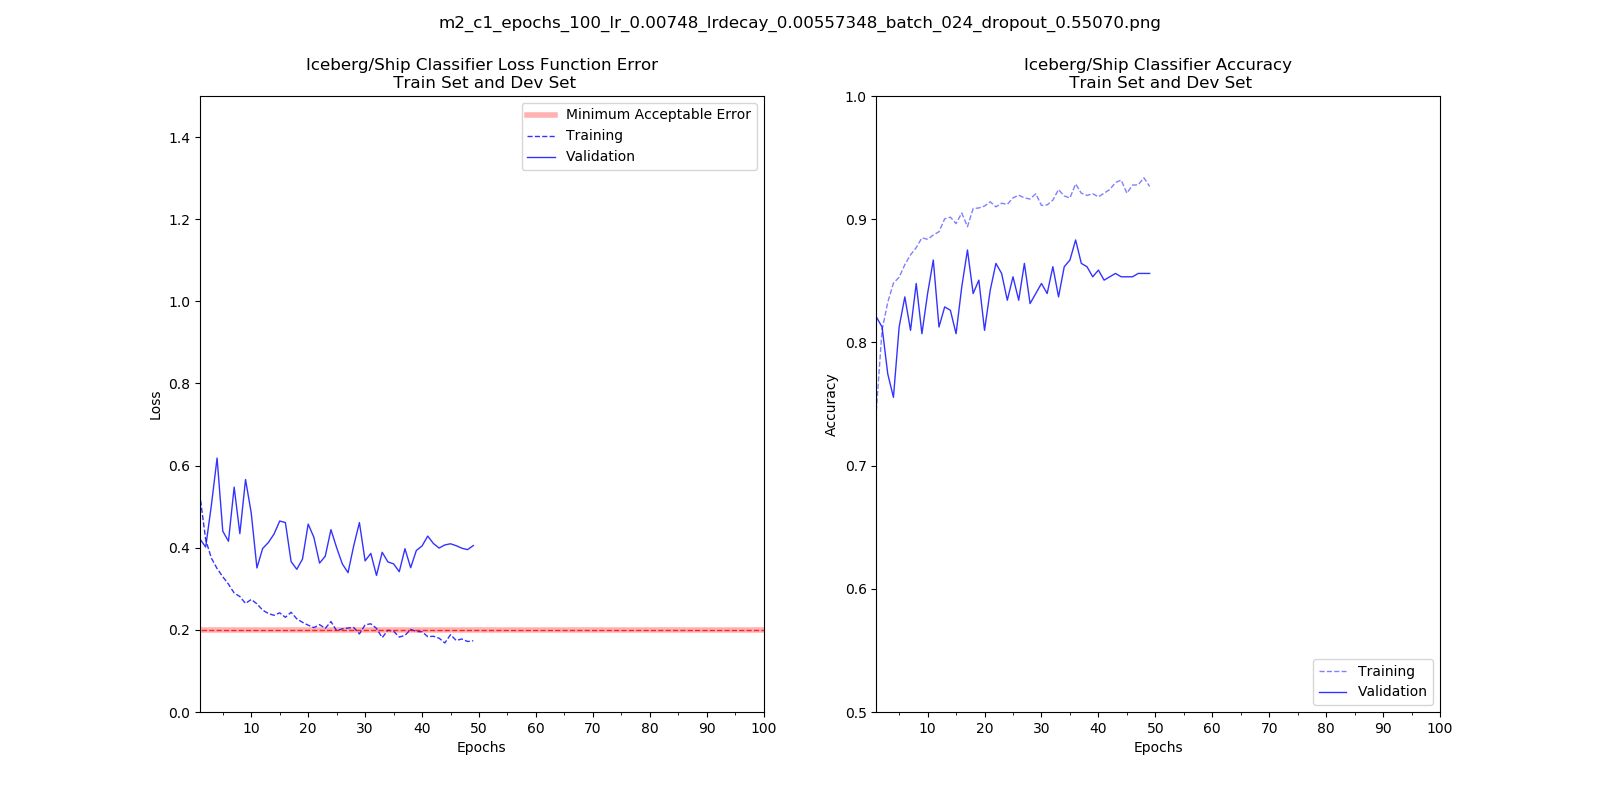 m2_c1_epochs_100_lr_0.00748_lrdecay_0.00557348_batch_024_dropout_0.55070.png
Iceberg/Ship Classifier Loss Function Error
Train Set and Dev Set
Minimum Acceptable Error
Training
Validation
1.4
1.2
1.0
0.8
0.6
0.4
0.2
0.0
Loss
10 20 30 40 50 60 70 80 90 100
Epochs
Iceberg/Ship Classifier Accuracy
Train Set and Dev Set
1.0
0.9
0.8
0.7
0.6
0.5
Accuracy
Training
Validation
10 20 30 40 50 60 70 80 90 100
Epochs